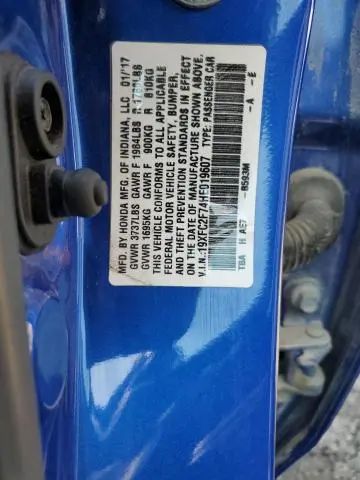 MFD. BY HONDA MFG. OF INDIANA, LLC 01/'17
GVWR 3737LBS GAWR F 1984LBS R 1786LBS
GVWR 1695KG GAWR F 900KG R 810KG
THIS VEHICLE CONFORMS TO ALL APPLICABLE
FEDERAL MOTOR VEHICLE SAFETY, BUMPER,
AND THEFT PREVENTION STANDARDS IN EFFECT
ON THE DATE OF MANUFACTURE SHOWN ABOVE.
V.I.N.:19XFC2F74HE019607 TYPE: PASSENGER CAR
TBA H AE7 -B593M -A -E